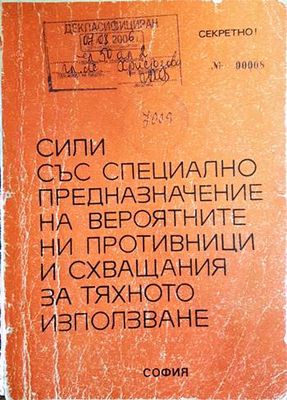 ДЕКЛАСИФИЦИРАН
СЕКРЕТНО!
№ 00008
СИЛИ
СЪС СПЕЦИАЛНО
ПРЕДНАЗНАЧЕНИЕ
НА ВЕРОЯТНИТЕ
НИ ПРОТИВНИЦИ
И СХВАЩАНИЯ
ЗА ТЯХНОТО
ИЗПОЛЗВАНЕ
СОФИЯ